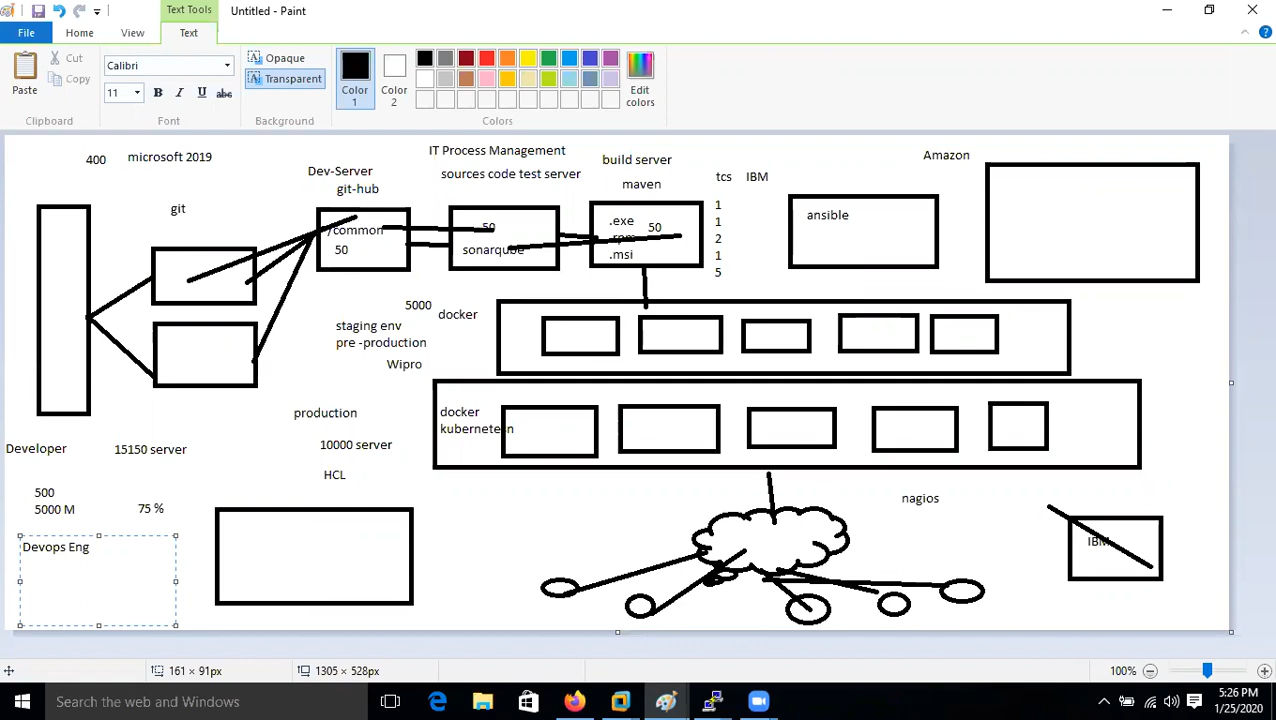 Text Tools
Untitled - Paint
File
Home
View
Text
Paste
Cut
Copy
Clipboard
Calibri
11
B I U abc
Font
Opaque
Transparent
Background
Color 1
Color 2
Edit colors
Colors
400
microsoft 2019
IT Process Management
build server
Amazon
Dev-Server
git-hub
sources code test server
maven
tcs
IBM
git
/common
50
50
sonarqube
.exe
50
.rpm
.msi
1
1
2
1
5
ansible
5000
docker
staging env
pre -production
Wipro
production
docker
kubernetesn
10000 server
Developer
15150 server
HCL
500
5000 M
75 %
nagios
IBM
Devops Eng
161 × 91px
1305 × 528px
100%
Search the web and Windows
5:26 PM
1/25/2020